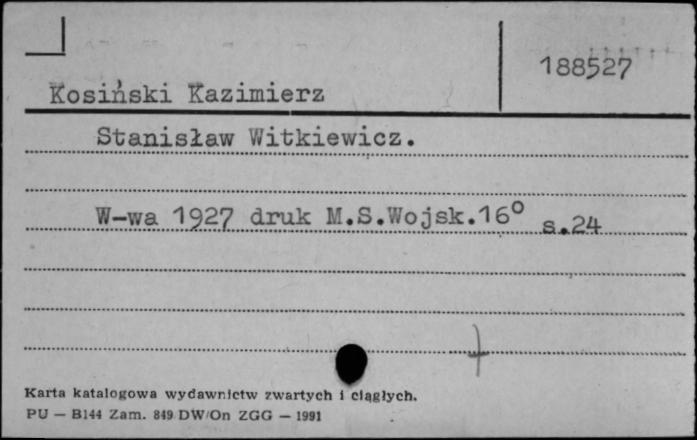 188527
Kosiński Kazimierz
Stanisław Witkiewicz.
W-wa 1927 druk M.S.Wojsk.16° s.24
Karta katalogowa wydawnictw zwartych i ciągłych.
PU — B144 Zam. 849 DW/On ZGG — 1991